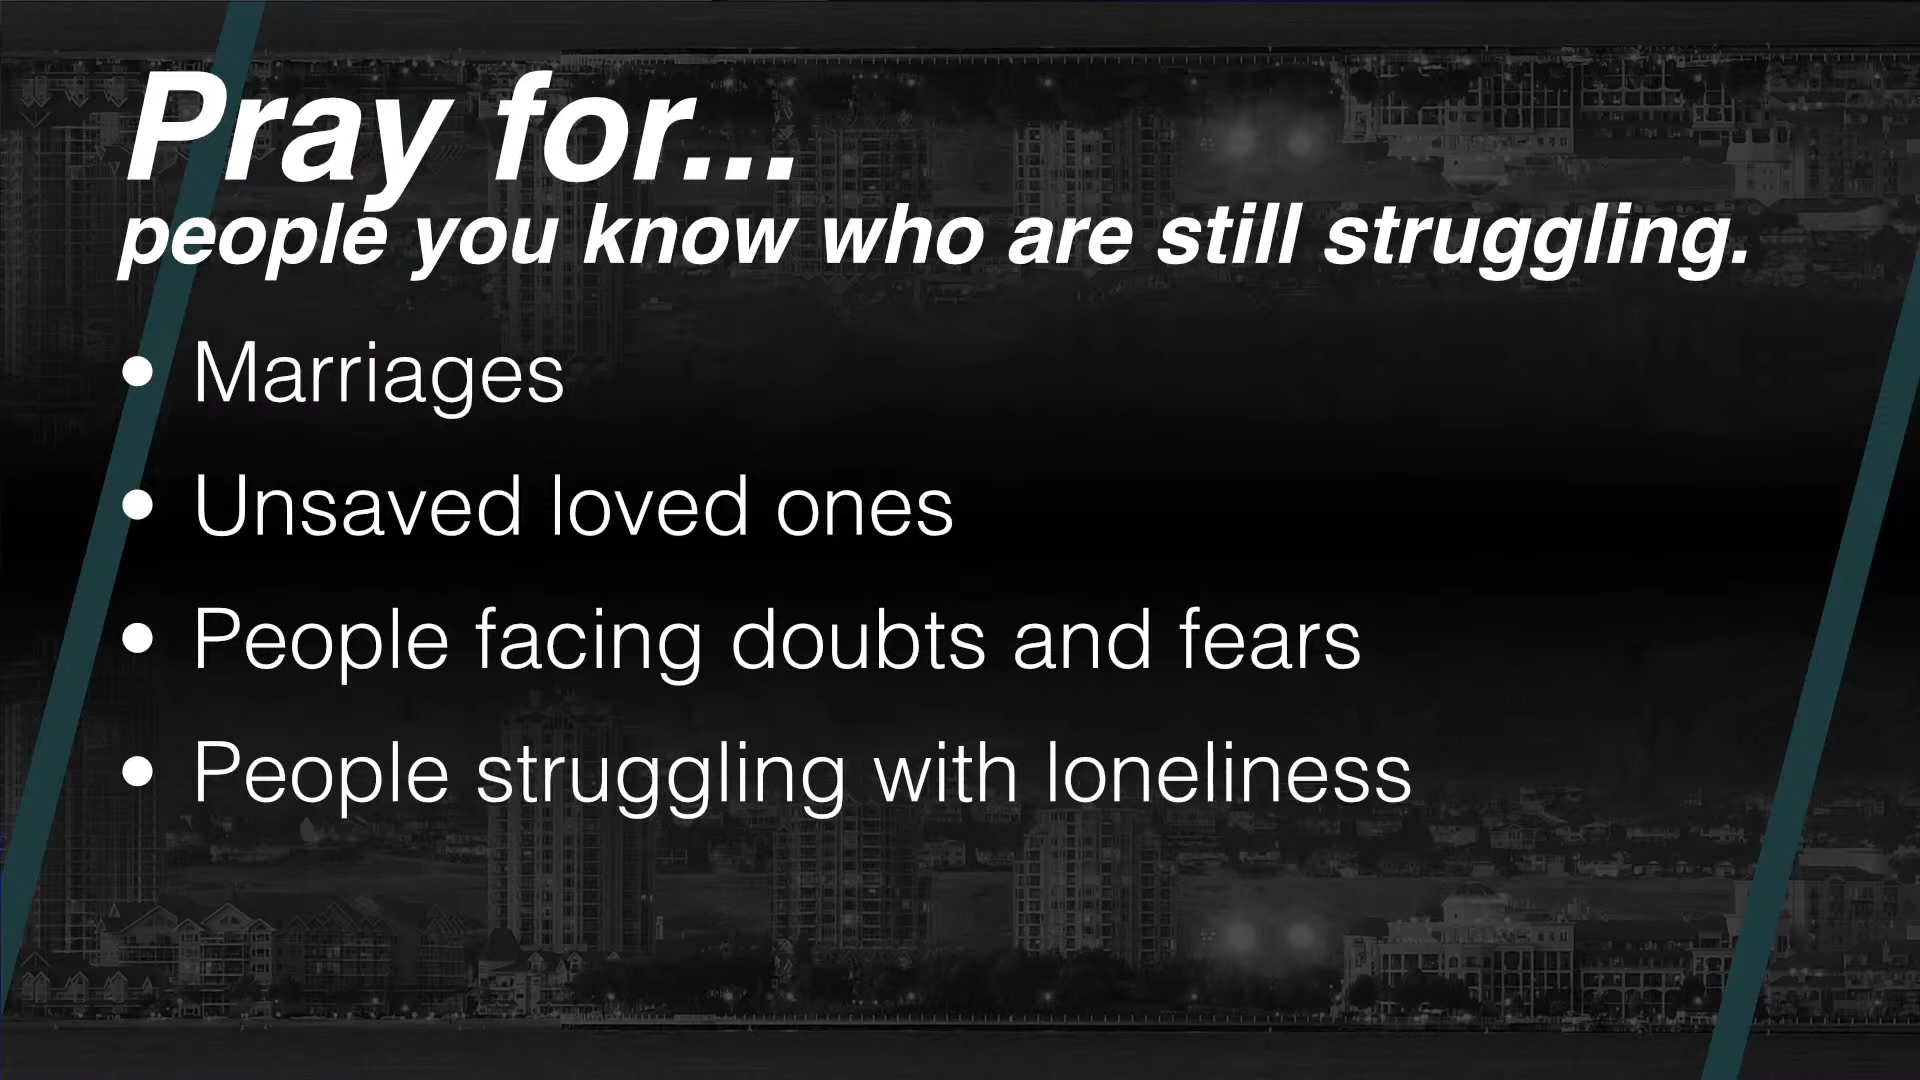 Pray for...
people you know who are still struggling.
• Marriages
• Unsaved loved ones
• People facing doubts and fears
• People struggling with loneliness